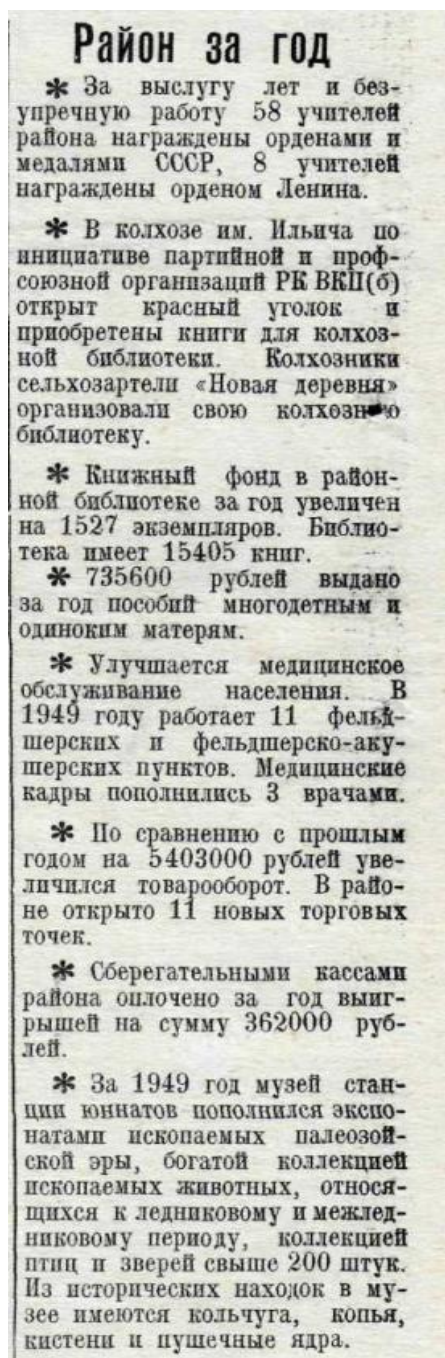 Район за год
* За выслугу лет и без-
упречную работу 58 учителей
района награждены орденами и
медалями СССР, 8 учителей
награждены орденом Ленина.
* В колхозе им. Ильича по
инициативе партийной и проф-
союзной организаций РК ВКП(б)
открыт красный уголок и
приобретены книги для колхоз-
ной библиотеки. Колхозники
сельхозартели «Новая деревня»
организовали свою колхозную
библиотеку.
* Книжный фонд в район-
ной библиотеке за год увеличен
на 1527 экземпляров. Библио-
тека имеет 15405 книг.
* 735600 рублей выдано
за год пособий многодетным и
одиноким матерям.
* Улучшается медицинское
обслуживание населения. В
1949 году работает 11 фельд-
шерских и фельдшерско-аку-
шерских пунктов. Медицинские
кадры пополнились 3 врачами.
* По сравнению с прошлым
годом на 5403000 рублей уве-
личился товарооборот. В райо-
не открыто 11 новых торговых
точек.
* Сберегательными кассами
района оплочено за год выиг-
рышей на сумму 362000 руб-
лей.
* За 1949 год музей стан-
ции юннатов пополнился экспо-
натами ископаемых палеозой-
ской эры, богатой коллекцией
ископаемых животных, относя-
щихся к ледниковому и межлед-
никовому периоду, коллекцией
птиц и зверей свыше 200 штук.
Из исторических находок в му-
зее имеются кольчуга, копья,
кистени и пушечные ядра.